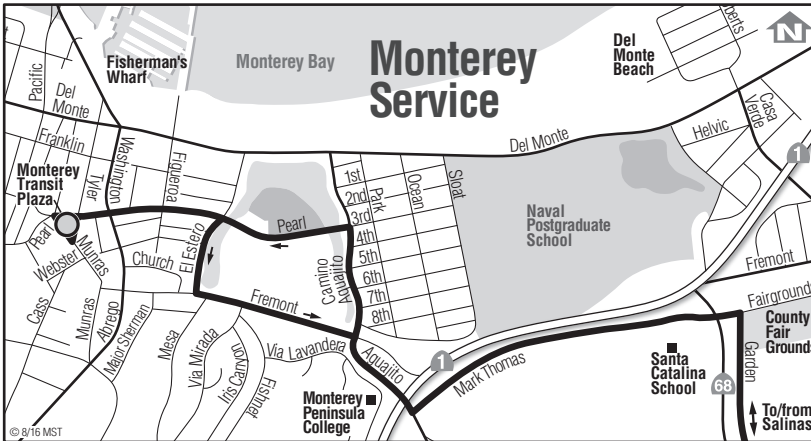 Monterey
Service
Monterey Bay
Fisherman's
Wharf
Del
Monte
Beach
Roberts
N
Pacific
Del
Monte
Franklin
Washington
Figueroa
Tyler
Monterey
Transit
Plaza
Pearl
Munras
Webster
Cass
Munras
Abrego
Major Sherman
Church
El Estero
Pearl
Fremont
Camino
Aguajito
1st
2nd
3rd
4th
5th
6th
7th
8th
Park
Ocean
Sloat
Del Monte
Naval
Postgraduate
School
Helvic
Casa
Verde
1
Fremont
Fairground
County
Fair
Grounds
Garden
To/from
Salinas
68
Santa
Catalina
School
Mark Thomas
1
Aguajito
Via Lavandera
Monterey
Peninsula
College
Mesa
Via Mirada
Iris Canyon
Fishnet
© 8/16 MST